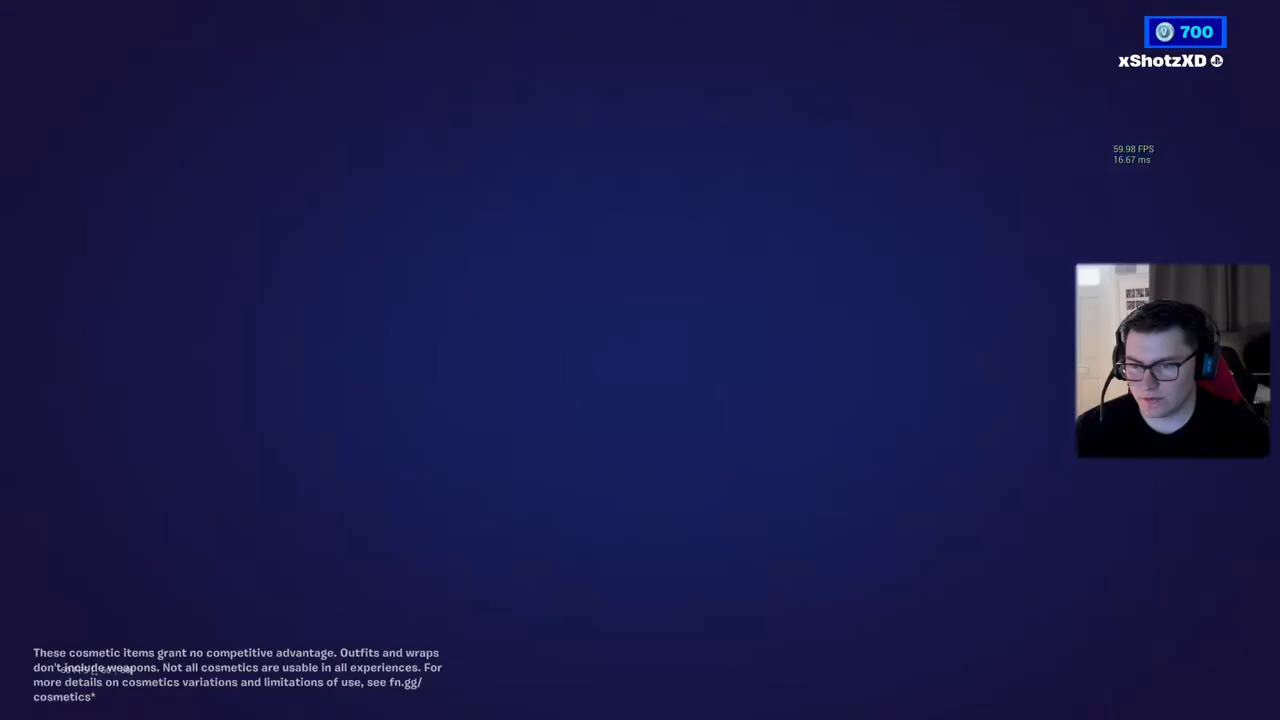 700
xShotzXD
59.98 FPS
16.67 ms
These cosmetic items grant no competitive advantage. Outfits and wraps
don't include weapons. Not all cosmetics are usable in all experiences. For
more details on cosmetics variations and limitations of use, see fn.gg/
cosmetics*